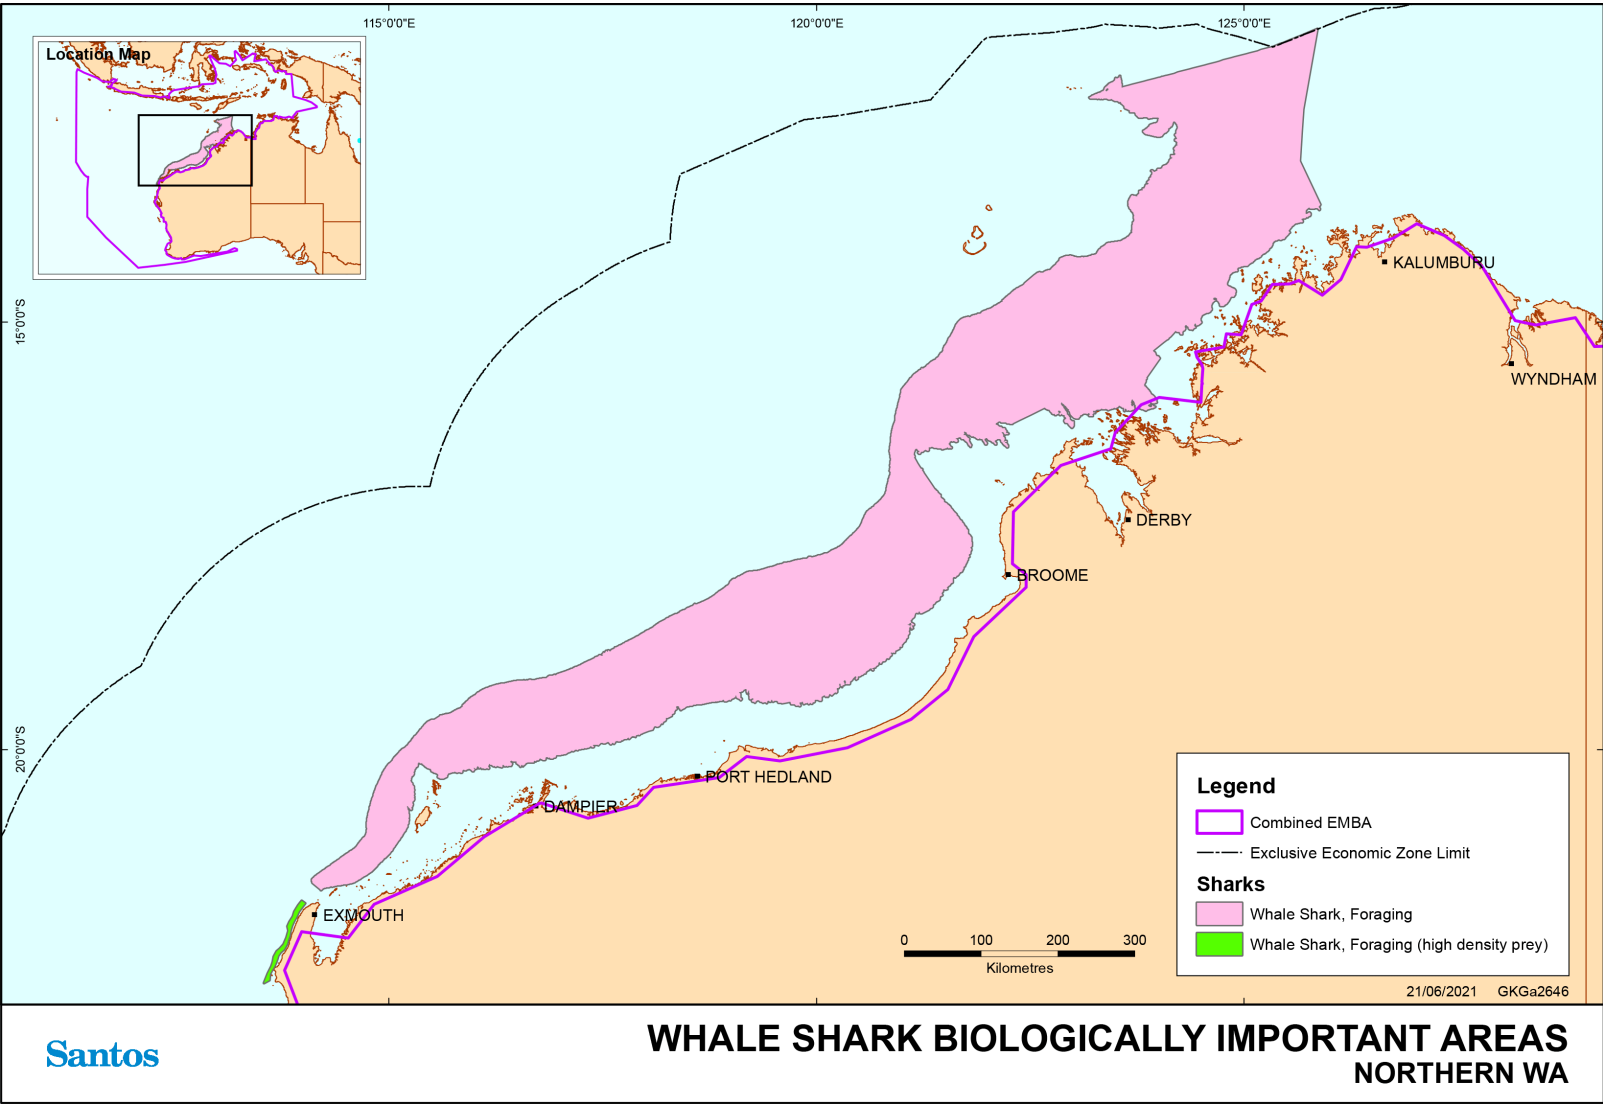 115°0'0"E
120°0'0"E
125°0'0"E
Location Map
15°0'0"S
20°0'0"S
KALUMBURU
WYNDHAM
DERBY
BROOME
PORT HEDLAND
DAMPIER
EXMOUTH
0 100 200 300
Kilometres
Legend
Combined EMBA
Exclusive Economic Zone Limit
Sharks
Whale Shark, Foraging
Whale Shark, Foraging (high density prey)
21/06/2021 GKGa2646
Santos
WHALE SHARK BIOLOGICALLY IMPORTANT AREAS
NORTHERN WA